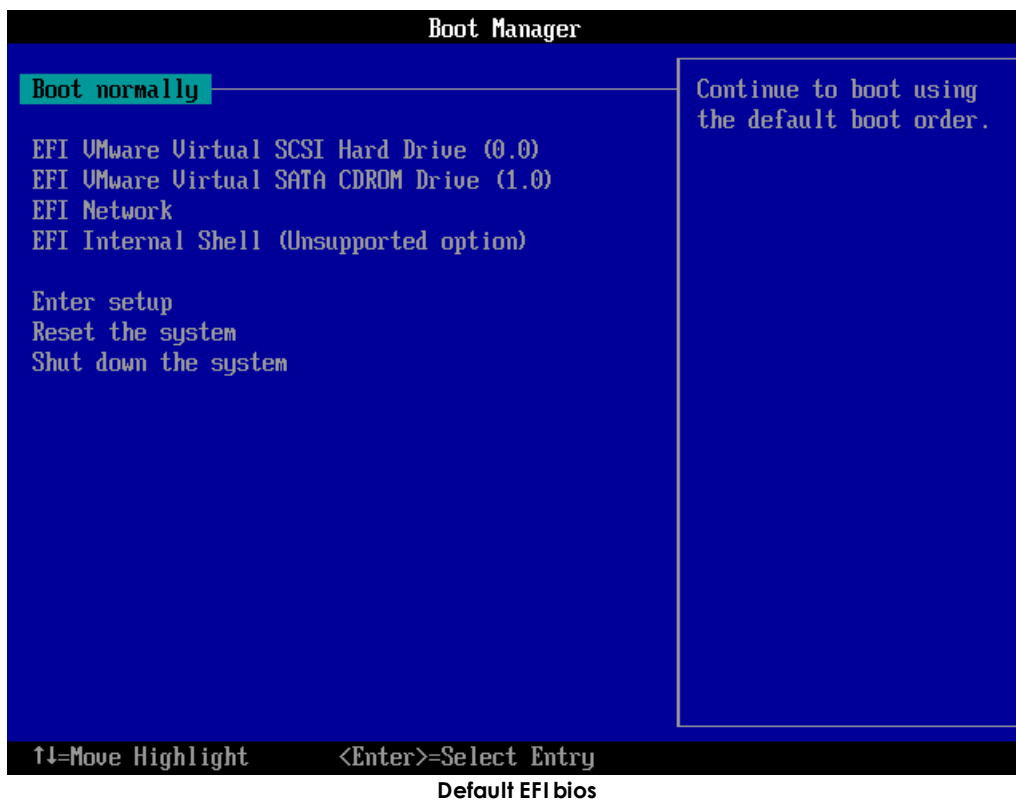 Boot Manager
Boot normally
Continue to boot using
the default boot order.
EFI VMware Virtual SCSI Hard Drive (0.0)
EFI VMware Virtual SATA CDROM Drive (1.0)
EFI Network
EFI Internal Shell (Unsupported option)
Enter setup
Reset the system
Shut down the system
↑↓=Move Highlight <Enter>=Select Entry
Default EFI bios